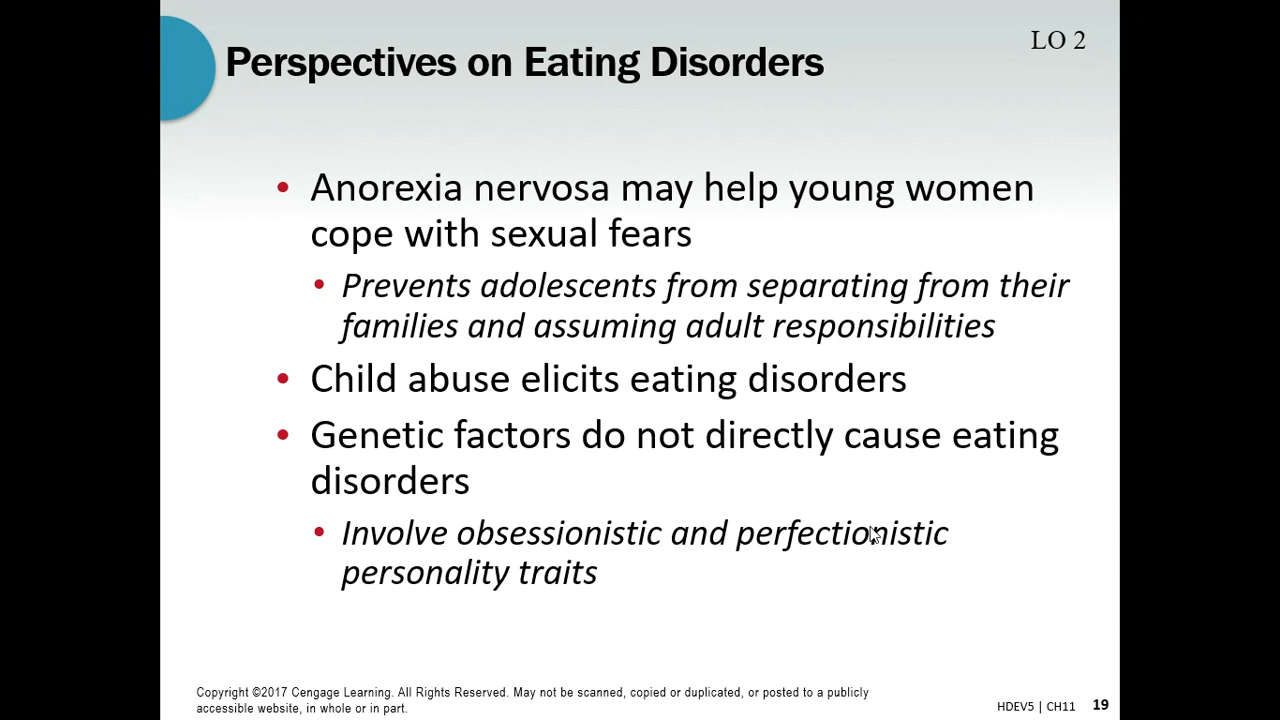 LO 2
Perspectives on Eating Disorders
• Anorexia nervosa may help young women
cope with sexual fears
• Prevents adolescents from separating from their
families and assuming adult responsibilities
• Child abuse elicits eating disorders
• Genetic factors do not directly cause eating
disorders
• Involve obsessionistic and perfectionistic
personality traits
Copyright ©2017 Cengage Learning. All Rights Reserved. May not be scanned, copied or duplicated, or posted to a publicly
accessible website, in whole or in part.
HDEV5 | CH11 19